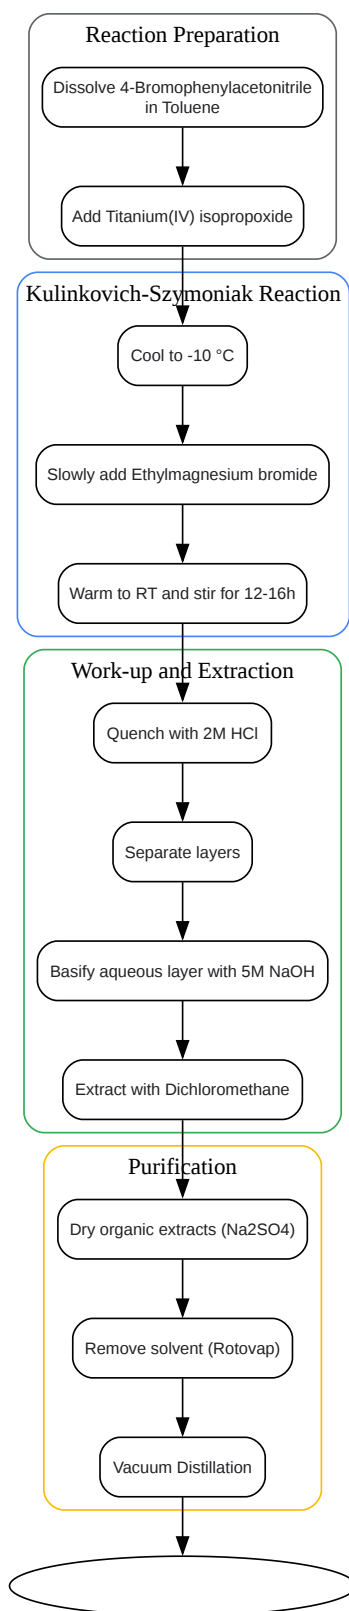 Reaction Preparation
Dissolve 4-Bromophenylacetonitrile
in Toluene
Add Titanium(IV) isopropoxide
Kulinkovich-Szymoniak Reaction
Cool to -10 °C
Slowly add Ethylmagnesium bromide
Warm to RT and stir for 12-16h
Work-up and Extraction
Quench with 2M HCl
Separate layers
Basify aqueous layer with 5M NaOH
Extract with Dichloromethane
Purification
Dry organic extracts (Na2SO4)
Remove solvent (Rotovap)
Vacuum Distillation